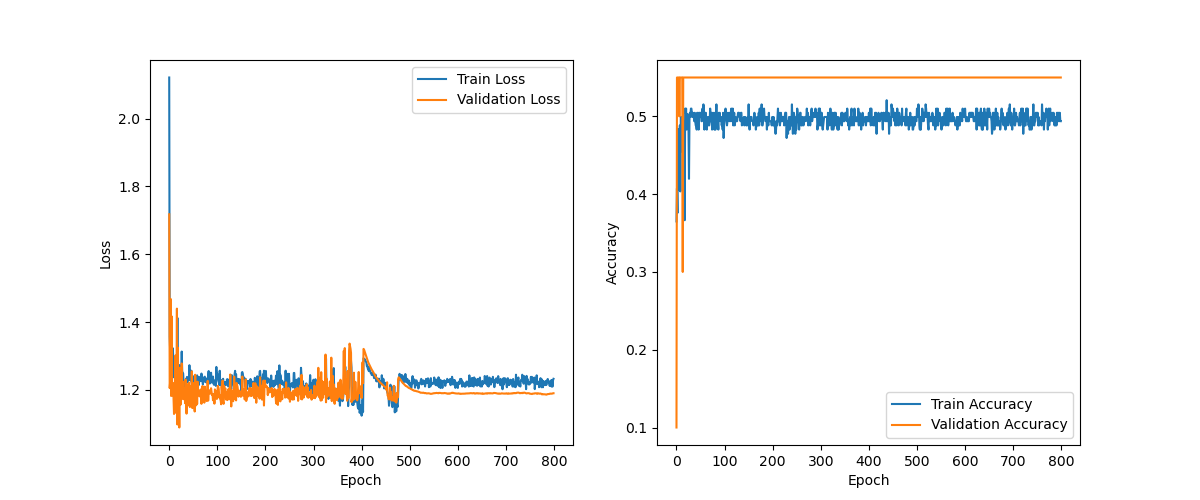 Train Loss
Validation Loss
2.0
1.8
1.6
1.4
1.2
Loss
0 100 200 300 400 500 600 700 800
Epoch
0.5
0.4
0.3
0.2
0.1
Accuracy
Train Accuracy
Validation Accuracy
0 100 200 300 400 500 600 700 800
Epoch